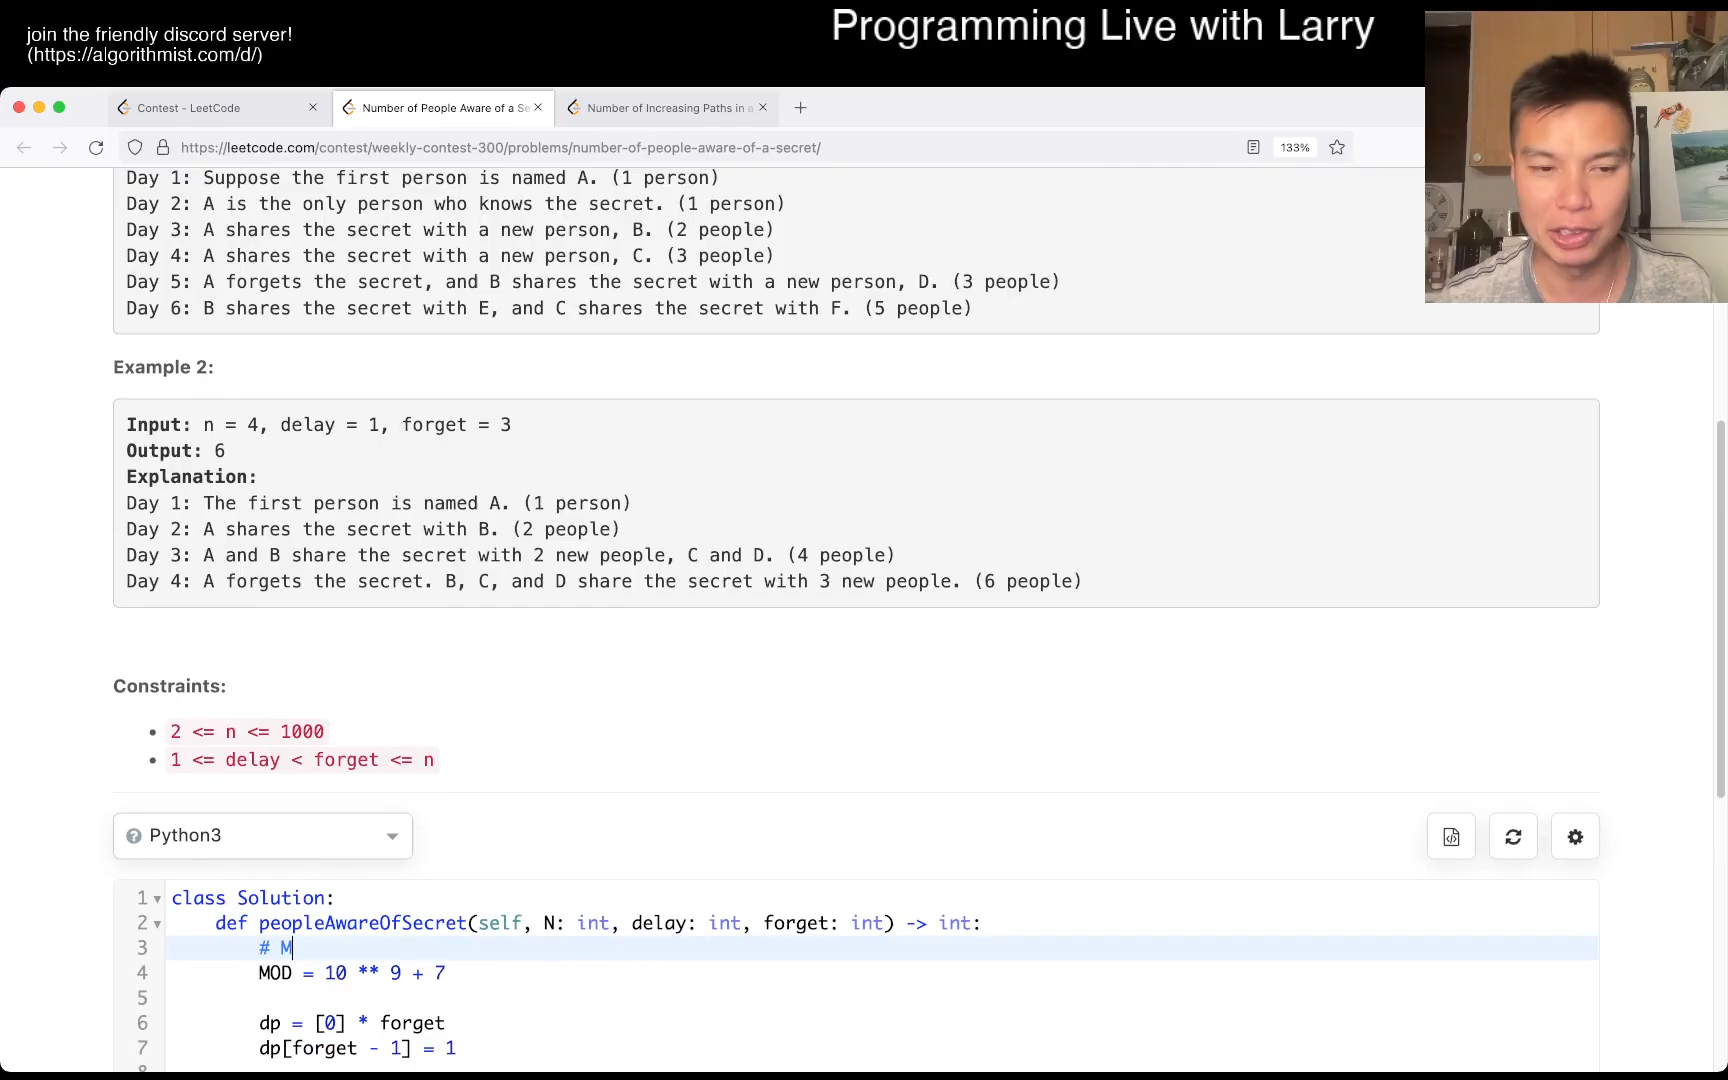 join the friendly discord server!
(https://algorithmist.com/d/)
Programming Live with Larry
Contest - LeetCode
Number of People Aware of a Se
Number of Increasing Paths in a
https://leetcode.com/contest/weekly-contest-300/problems/number-of-people-aware-of-a-secret/
133%
Day 1: Suppose the first person is named A. (1 person)
Day 2: A is the only person who knows the secret. (1 person)
Day 3: A shares the secret with a new person, B. (2 people)
Day 4: A shares the secret with a new person, C. (3 people)
Day 5: A forgets the secret, and B shares the secret with a new person, D. (3 people)
Day 6: B shares the secret with E, and C shares the secret with F. (5 people)
Example 2:
Input: n = 4, delay = 1, forget = 3
Output: 6
Explanation:
Day 1: The first person is named A. (1 person)
Day 2: A shares the secret with B. (2 people)
Day 3: A and B share the secret with 2 new people, C and D. (4 people)
Day 4: A forgets the secret. B, C, and D share the secret with 3 new people. (6 people)
Constraints:
2 <= n <= 1000
1 <= delay < forget <= n
Python3
1 class Solution:
2 def peopleAwareOfSecret(self, N: int, delay: int, forget: int) -> int:
3 # M
4 MOD = 10 ** 9 + 7
5
6 dp = [0] * forget
7 dp[forget - 1] = 1